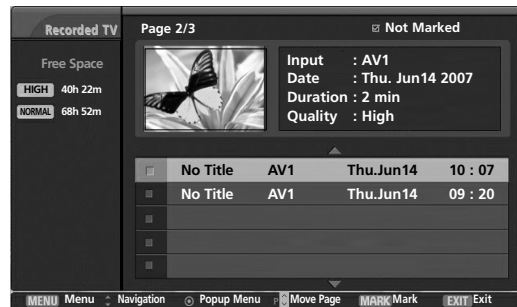 Recorded TV
Page 2/3
Not Marked
Free Space
HIGH 40h 22m
NORMAL 68h 52m
Input : AV1
Date : Thu. Jun14 2007
Duration : 2 min
Quality : High
No Title AV1 Thu.Jun14 10 : 07
No Title AV1 Thu.Jun14 09 : 20
MENU Menu Navigation Popup Menu P Move Page MARK Mark EXIT Exit